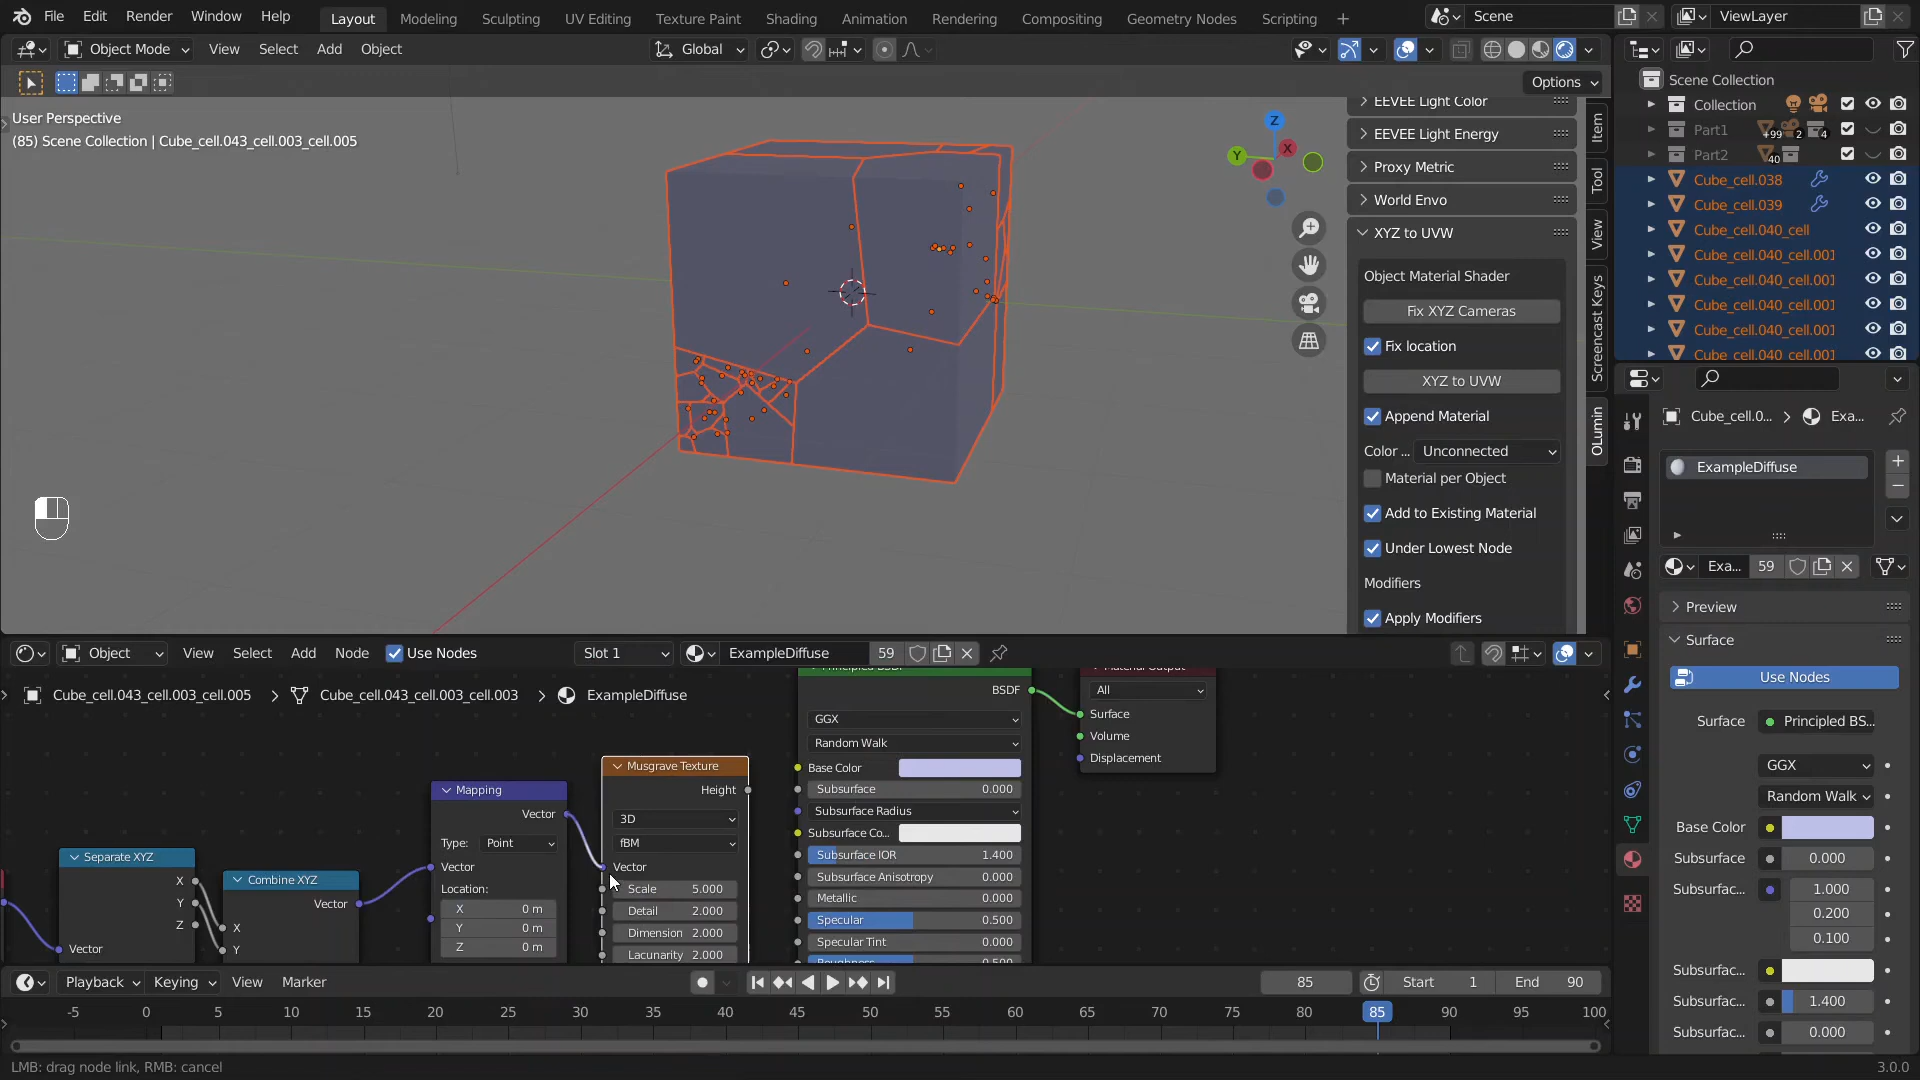 File Edit Render Window Help
Layout Modeling Sculpting UV Editing Texture Paint Shading Animation Rendering Compositing Geometry Nodes Scripting +
Scene
ViewLayer
Object Mode View Select Add Object
Global
Options
User Perspective
(85) Scene Collection | Cube_cell.043_cell.003_cell.005
Z
Y
X
EEVEE Light Color
EEVEE Light Energy
Proxy Metric
World Envo
XYZ to UVW
Object Material Shader
Fix XYZ Cameras
Fix location
XYZ to UVW
Append Material
Color ... Unconnected
Material per Object
Add to Existing Material
Under Lowest Node
Modifiers
Apply Modifiers
Item
Tool
View
Screencast Keys
OLumin
Scene Collection
Collection
Part1 +99 2 4
Part2 40
Cube_cell.038
Cube_cell.039
Cube_cell.040_cell
Cube_cell.040_cell.001
Cube_cell.040_cell.001
Cube_cell.040_cell.001
Cube_cell.040_cell.001
Cube_cell.040_cell.001
Cube_cell.0... > Exa...
ExampleDiffuse
Exa... 59
Preview
Surface
Use Nodes
Surface Principled BS...
GGX
Random Walk
Base Color
Subsurface 0.000
Subsurfac... 1.000
0.200
0.100
Subsurfac...
Subsurfac... 1.400
Subsurfac... 0.000
Object View Select Add Node Use Nodes Slot 1 ExampleDiffuse 59
Cube_cell.043_cell.003_cell.005 > Cube_cell.043_cell.003_cell.003 > ExampleDiffuse
Separate XYZ
X
Y
Z
Vector
Combine XYZ
Vector
X
Y
Mapping
Vector
Type: Point
Vector
Location:
X 0 m
Y 0 m
Z 0 m
Musgrave Texture
Height
3D
fBM
Vector
Scale 5.000
Detail 2.000
Dimension 2.000
Lacunarity 2.000
BSDF
GGX
Random Walk
Base Color
Subsurface 0.000
Subsurface Radius
Subsurface Co...
Subsurface IOR 1.400
Subsurface Anisotropy 0.000
Metallic 0.000
Specular 0.500
Specular Tint 0.000
Roughness 0.500
Material Output
All
Surface
Volume
Displacement
Playback Keying View Marker
85 Start 1 End 90
-5 0 5 10 15 20 25 30 35 40 45 50 55 60 65 70 75 80 85 90 95 100
LMB: drag node link, RMB: cancel
3.0.0